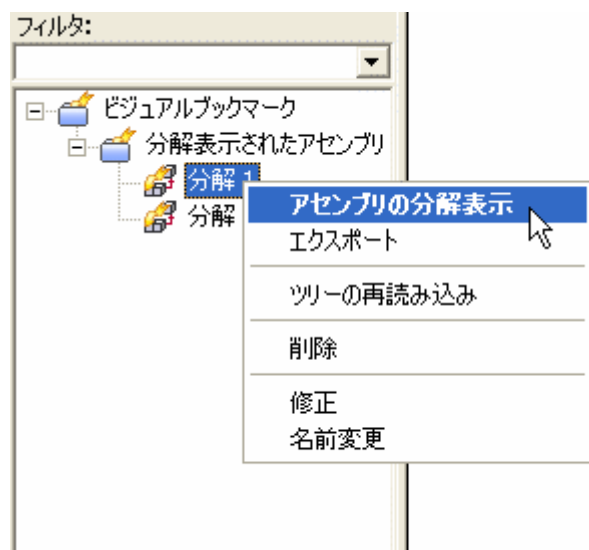 フィルタ:
ビジュアルブックマーク
分解表示されたアセンブリ
分解 1
分解
アセンブリの分解表示
エクスポート
ツリーの再読み込み
削除
修正
名前変更